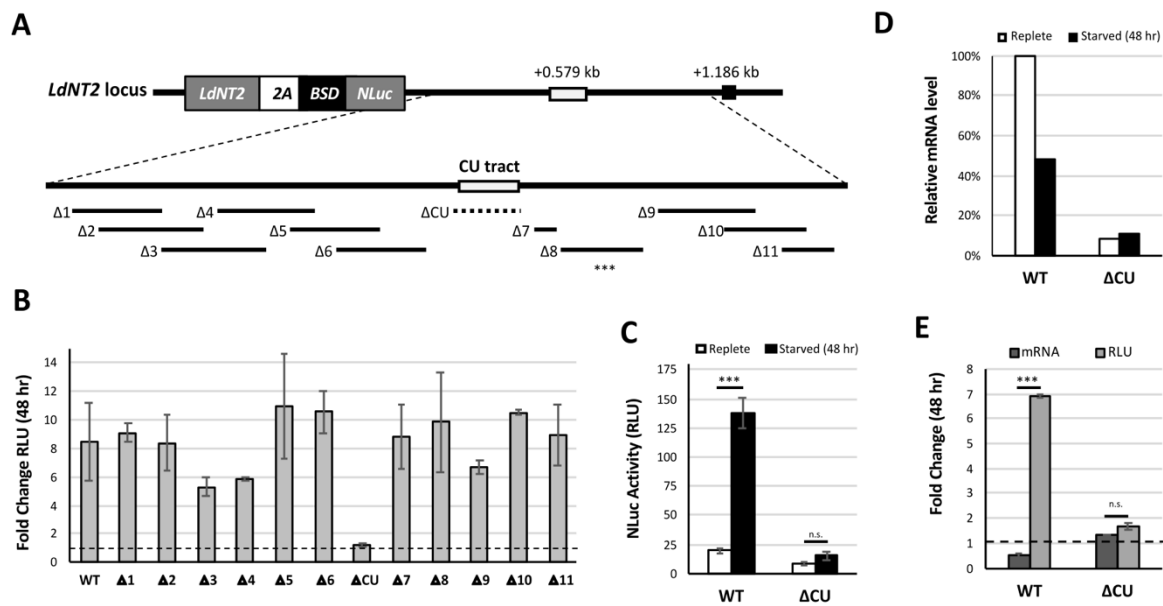 A
LdNT2 locus
LdNT2 2A BSD NLuc
+0.579 kb
+1.186 kb
CU tract
Δ1
Δ2
Δ3
Δ4
Δ5
Δ6
ΔCU
Δ7
Δ8
***
Δ9
Δ10
Δ11
B
Fold Change RLU (48 hr)
14
12
10
8
6
4
2
0
WT Δ1 Δ2 Δ3 Δ4 Δ5 Δ6 ΔCU Δ7 Δ8 Δ9 Δ10 Δ11
C
Replete Starved (48 hr)
NLuc Activity (RLU)
175
150
125
100
75
50
25
0
***
n.s.
WT ΔCU
D
Replete Starved (48 hr)
Relative mRNA level
100%
80%
60%
40%
20%
0%
WT ΔCU
E
mRNA RLU
Fold Change (48 hr)
7
6
5
4
3
2
1
0
***
n.s.
WT ΔCU